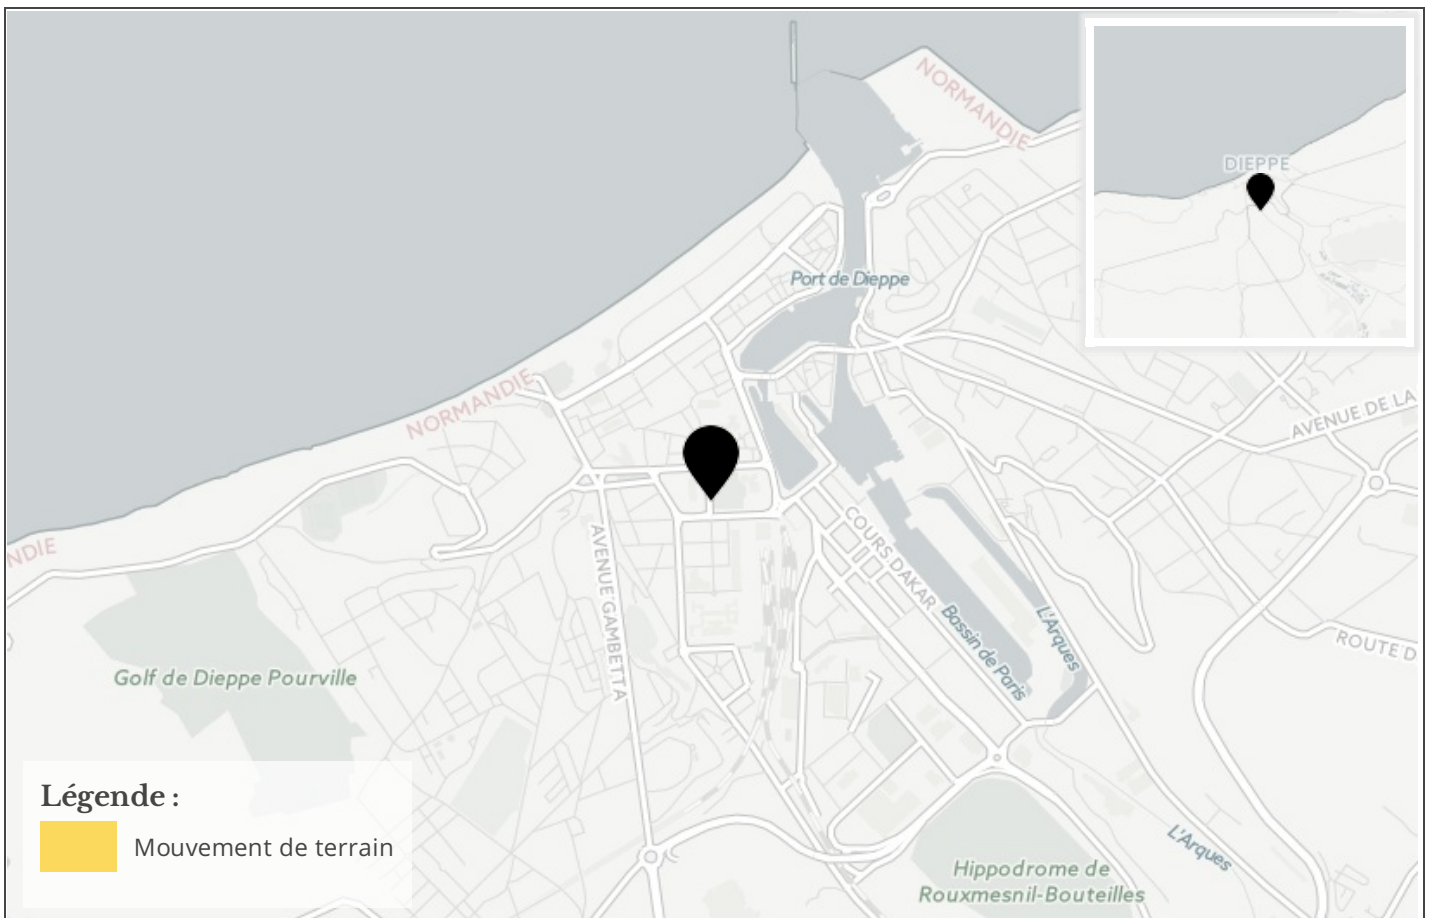 NORMANDIE
DIEPPE
Port de Dieppe
NORMANDIE
AVENUE DE LA
NDIE
AVENUE GAMBETTA
COURS DAKAR
Bassin de Paris
L'Arques
ROUTE D
Golf de Dieppe Pourville
Légende :
Mouvement de terrain
L'Arques
Hippodrome de
Rouxmesnil-Bouteilles